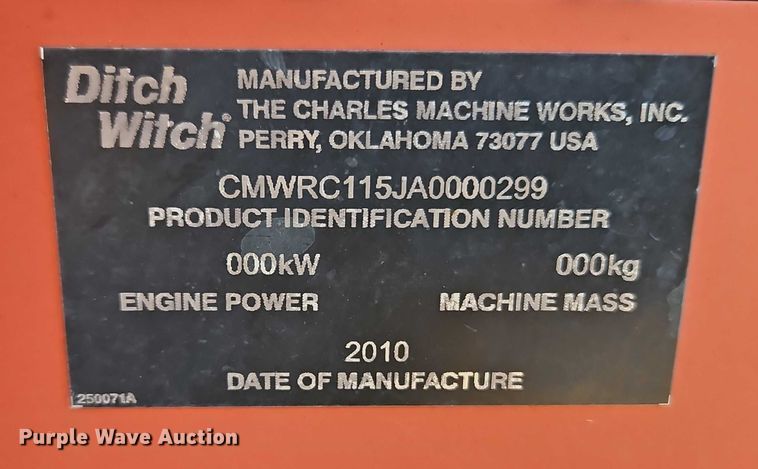 Ditch
Witch®
MANUFACTURED BY
THE CHARLES MACHINE WORKS, INC.
PERRY, OKLAHOMA 73077 USA
CMWRC115JA0000299
PRODUCT IDENTIFICATION NUMBER
000kW
000kg
ENGINE POWER
MACHINE MASS
2010
DATE OF MANUFACTURE
250071A
Purple Wave Auction